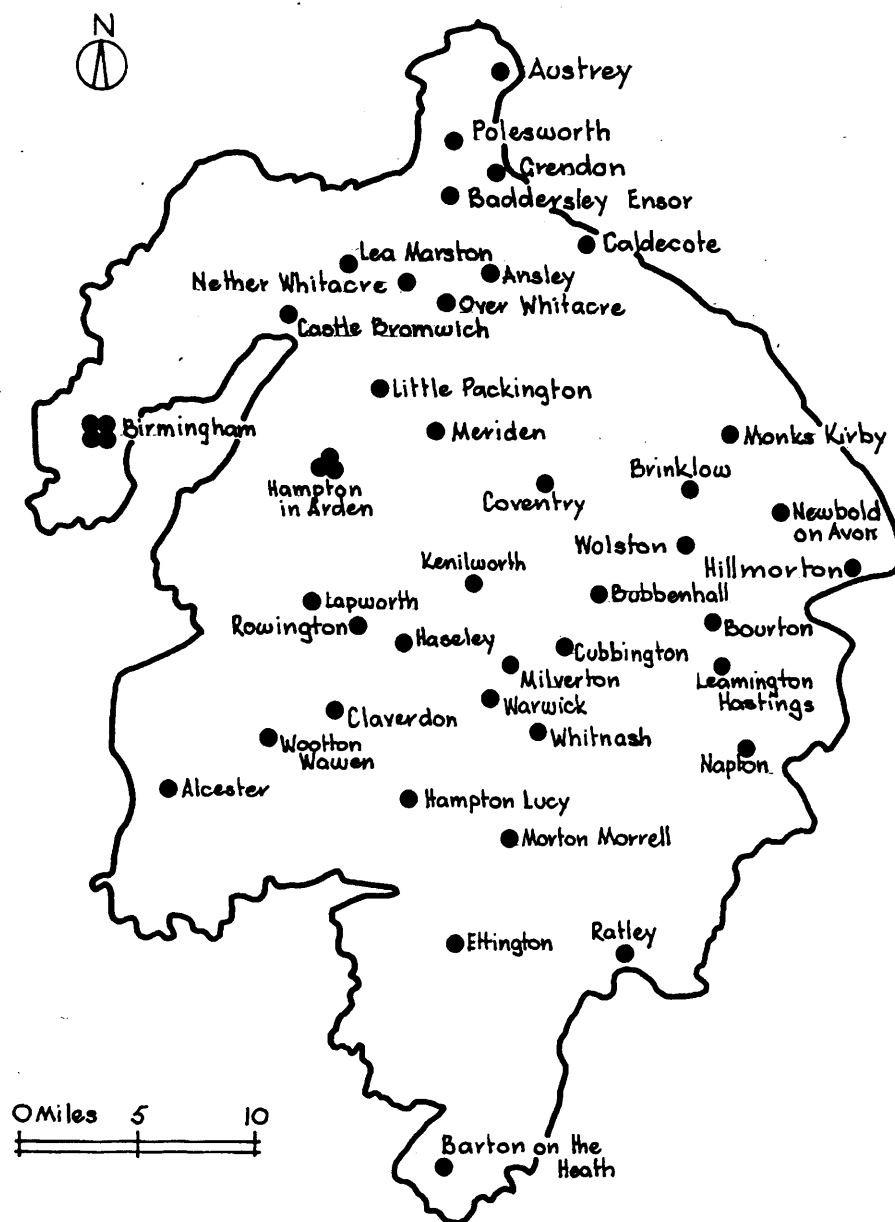 N
Austrey
Polesworth
Grendon
Baddersley Ensor
Caldecote
Lea Marston
Nether Whitacre
Ansley
Over Whitacre
Castle Bromwich
Little Packington
Birmingham
Meriden
Monks Kirby
Hampton
in Arden
Coventry
Brinklow
Newbold
on Avon
Wolston
Hillmorton
Kenilworth
Bubbenhall
Lapworth
Rowington
Haseley
Bourton
Cubbington
Milverton
Leamington
Hastings
Warwick
Claverdon
Whitnash
Wootton
Wawen
Napton
Alcester
Hampton Lucy
Morton Morrell
Ettington
Ratley
0 Miles 5 10
Barton on the
Heath